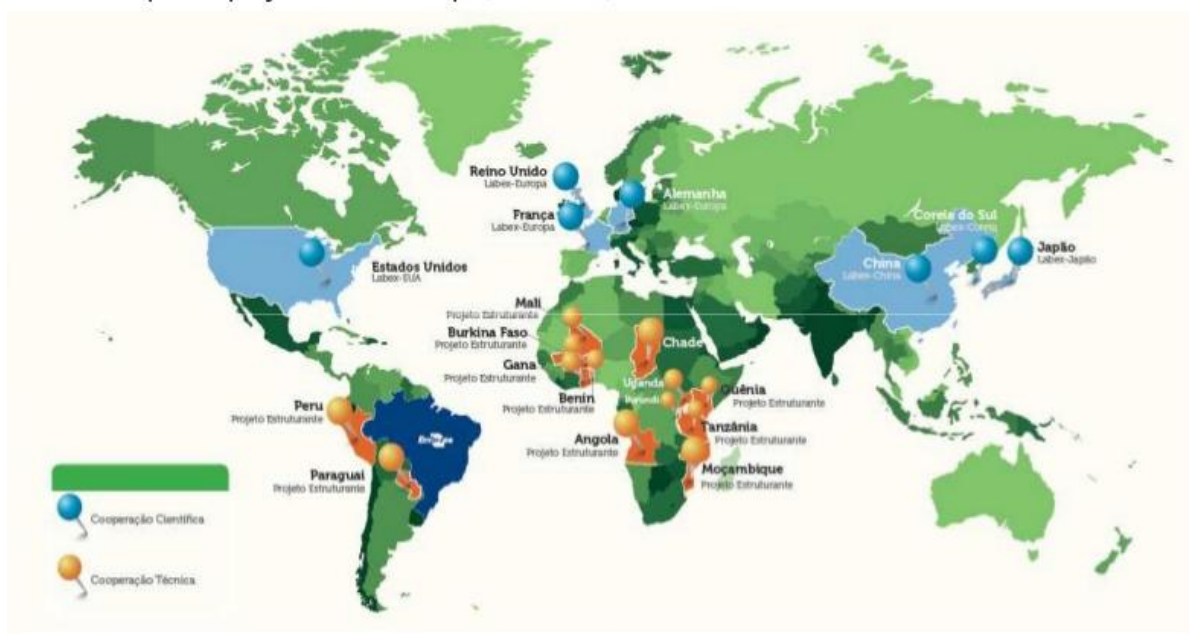 Reino Unido
Labex-Europa
Alemanha
Labex-Europa
França
Labex-Europa
Coreia do Sul
Labex-Coreia
Japão
Labex-Japão
China
Labex-China
Estados Unidos
Labex-EUA
Mali
Projeto Estruturante
Burkina Faso
Projeto Estruturante
Chade
Gana
Projeto Estruturante
Uganda
Quênia
Projeto Estruturante
Benin
Projeto Estruturante
Burundi
Peru
Projeto Estruturante
Tanzânia
Projeto Estruturante
Angola
Projeto Estruturante
Embrapa
Moçambique
Projeto Estruturante
Paraguai
Projeto Estruturante
Cooperação Científica
Cooperação Técnica